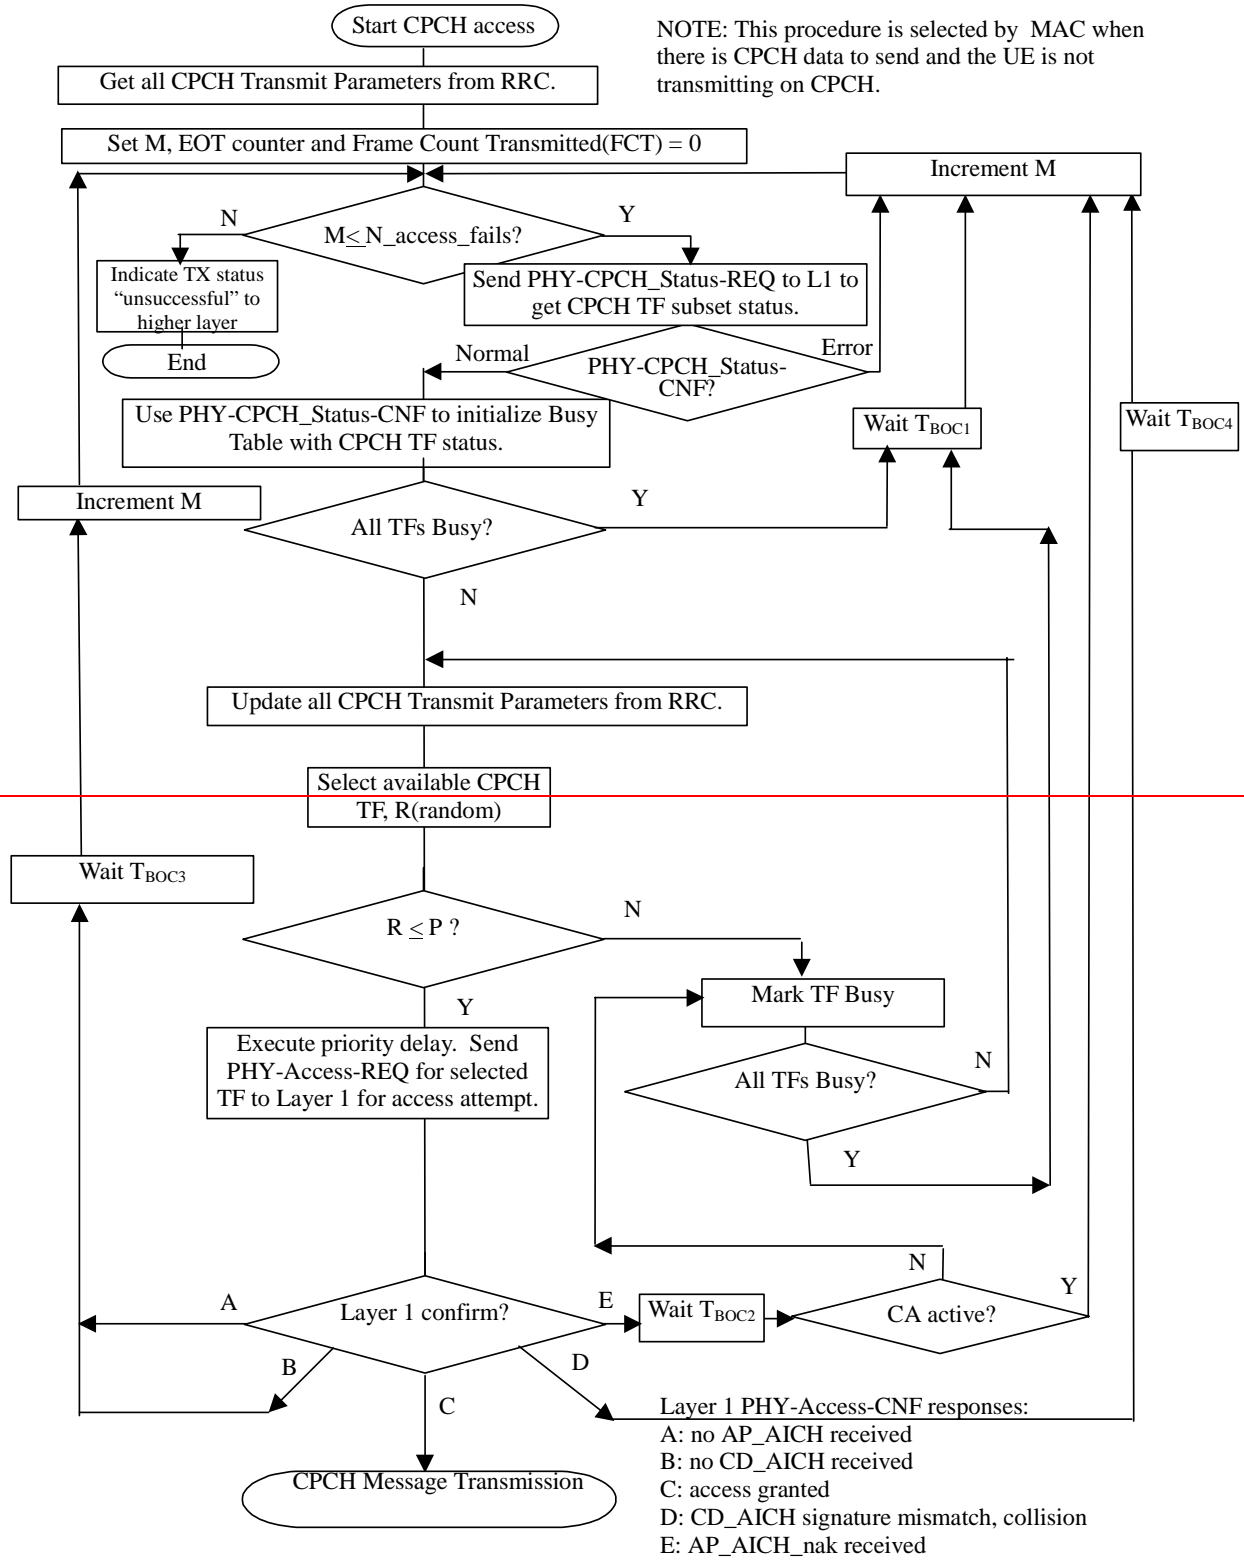 Start CPCH access
NOTE: This procedure is selected by MAC when
there is CPCH data to send and the UE is not
transmitting on CPCH.
Get all CPCH Transmit Parameters from RRC.
Set M, EOT counter and Frame Count Transmitted(FCT) = 0
Increment M
N
Y
M≤ N_access_fails?
Indicate TX status
“unsuccessful” to
higher layer
End
Send PHY-CPCH_Status-REQ to L1 to
get CPCH TF subset status.
Normal
Error
PHY-CPCH_Status-
CNF?
Use PHY-CPCH_Status-CNF to initialize Busy
Table with CPCH TF status.
Wait TBOC1
Wait TBOC4
Increment M
Y
All TFs Busy?
N
Update all CPCH Transmit Parameters from RRC.
Select available CPCH
TF, R(random)
Wait TBOC3
R ≤ P ?
N
Y
Mark TF Busy
Execute priority delay. Send
PHY-Access-REQ for selected
TF to Layer 1 for access attempt.
All TFs Busy?
N
Y
N
Y
A
Layer 1 confirm?
E
Wait TBOC2
CA active?
B
D
C
CPCH Message Transmission
Layer 1 PHY-Access-CNF responses:
A: no AP_AICH received
B: no CD_AICH received
C: access granted
D: CD_AICH signature mismatch, collision
E: AP_AICH_nak received